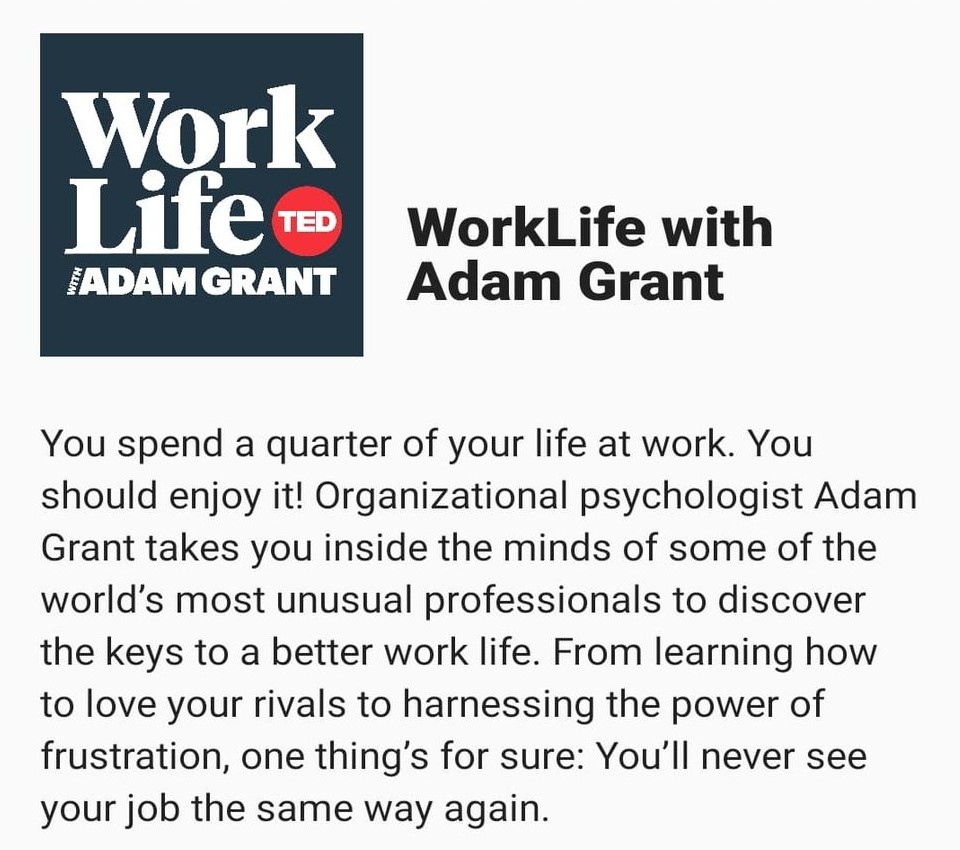 Work
Life TED
WITH ADAM GRANT
WorkLife with
Adam Grant
You spend a quarter of your life at work. You
should enjoy it! Organizational psychologist Adam
Grant takes you inside the minds of some of the
world’s most unusual professionals to discover
the keys to a better work life. From learning how
to love your rivals to harnessing the power of
frustration, one thing’s for sure: You’ll never see
your job the same way again.